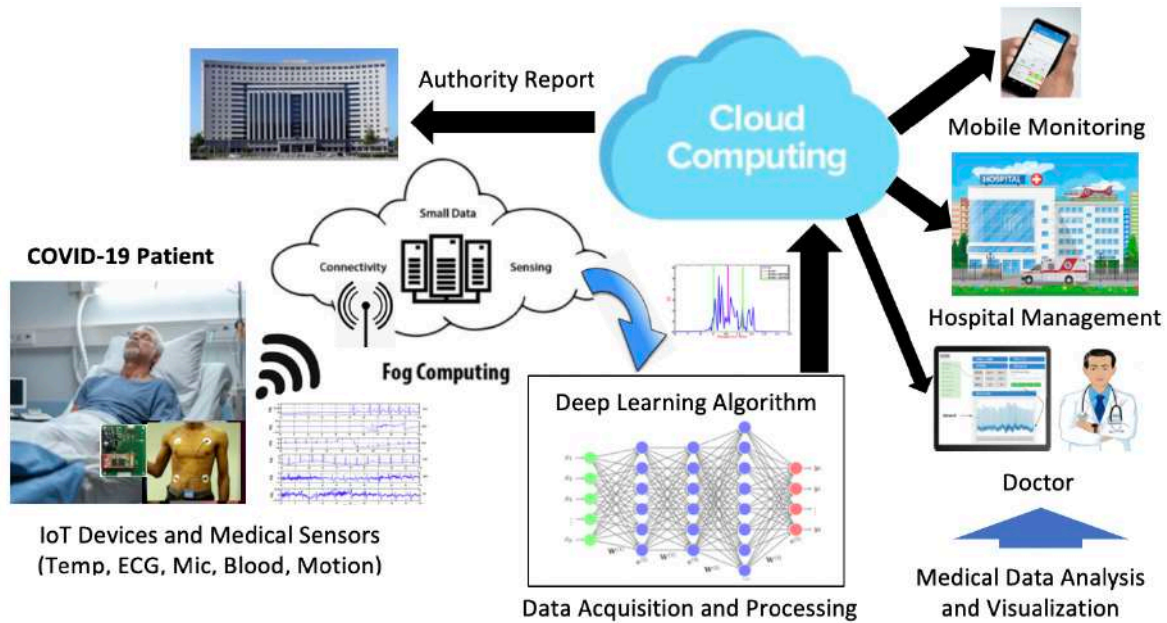 Authority Report
Cloud
Computing
Mobile Monitoring
HOSPITAL
Hospital Management
Small Data
Connectivity
Sensing
Fog Computing
COVID-19 Patient
IoT Devices and Medical Sensors
(Temp, ECG, Mic, Blood, Motion)
Deep Learning Algorithm
Data Acquisition and Processing
Doctor
Medical Data Analysis
and Visualization